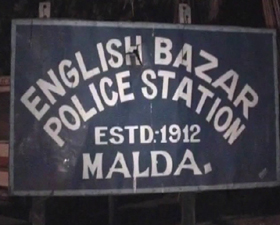 ENGLISH BAZAR
POLICE STATION
ESTD.-1912
MALDA.